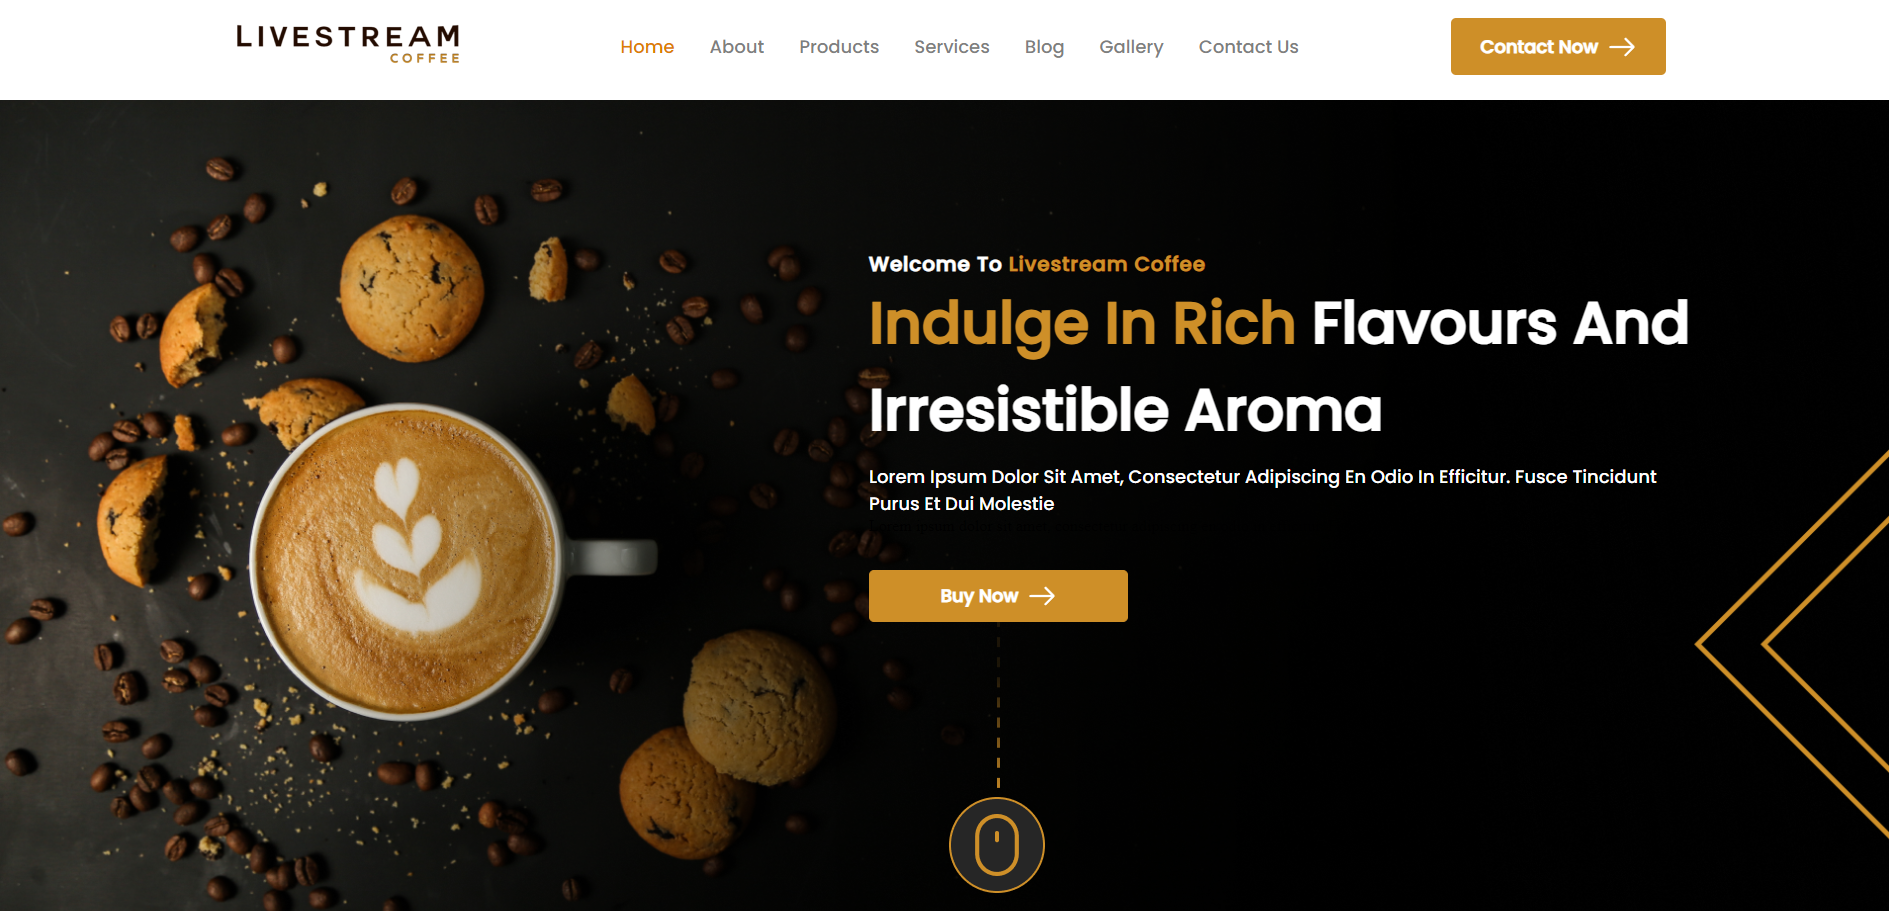 LIVESTREAM
COFFEE
Home About Products Services Blog Gallery Contact Us
Contact Now
Welcome To Livestream Coffee
Indulge In Rich Flavours And
Irresistible Aroma
Lorem Ipsum Dolor Sit Amet, Consectetur Adipiscing En Odio In Efficitur. Fusce Tincidunt
Purus Et Dui Molestie
Buy Now